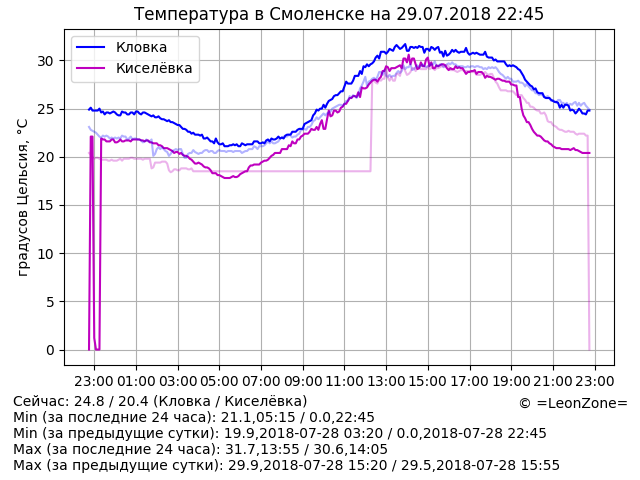 Температура в Смоленске на 29.07.2018 22:45
Кловка
Киселёвка
градусов Цельсия, °C
30
25
20
15
10
5
0
23:00 01:00 03:00 05:00 07:00 09:00 11:00 13:00 15:00 17:00 19:00 21:00 23:00
Сейчас: 24.8 / 20.4 (Кловка / Киселёвка)
© =LeonZone=
Min (за последние 24 часа): 21.1,05:15 / 0.0,22:45
Min (за предыдущие сутки): 19.9,2018-07-28 03:20 / 0.0,2018-07-28 22:45
Max (за последние 24 часа): 31.7,13:55 / 30.6,14:05
Max (за предыдущие сутки): 29.9,2018-07-28 15:20 / 29.5,2018-07-28 15:55